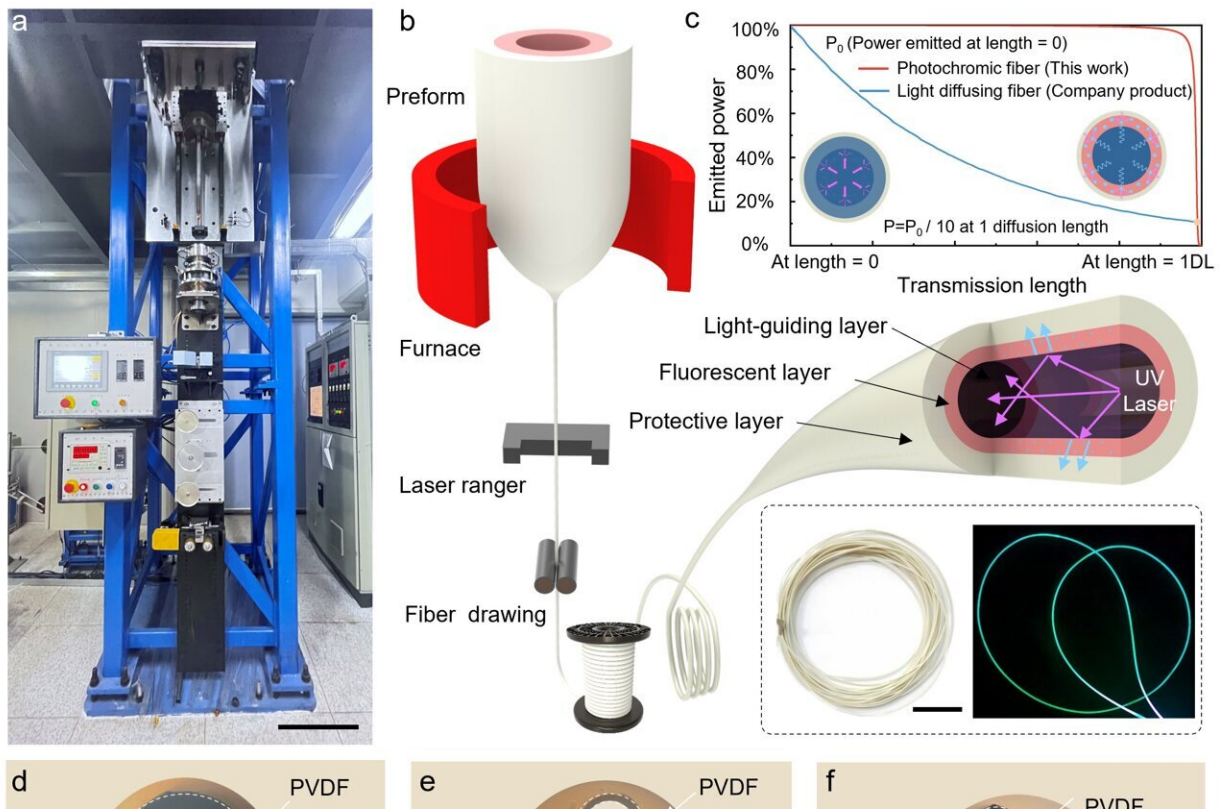 a
b
Preform
Furnace
Laser ranger
Fiber drawing
c
100%
80%
60%
40%
20%
0%
Emitted power
P0 (Power emitted at length = 0)
Photochromic fiber (This work)
Light diffusing fiber (Company product)
P=P0 / 10 at 1 diffusion length
At length = 0
At length = 1DL
Transmission length
Light-guiding layer
Fluorescent layer
Protective layer
UV
Laser
d
PVDF
e
PVDF
f
PVDF